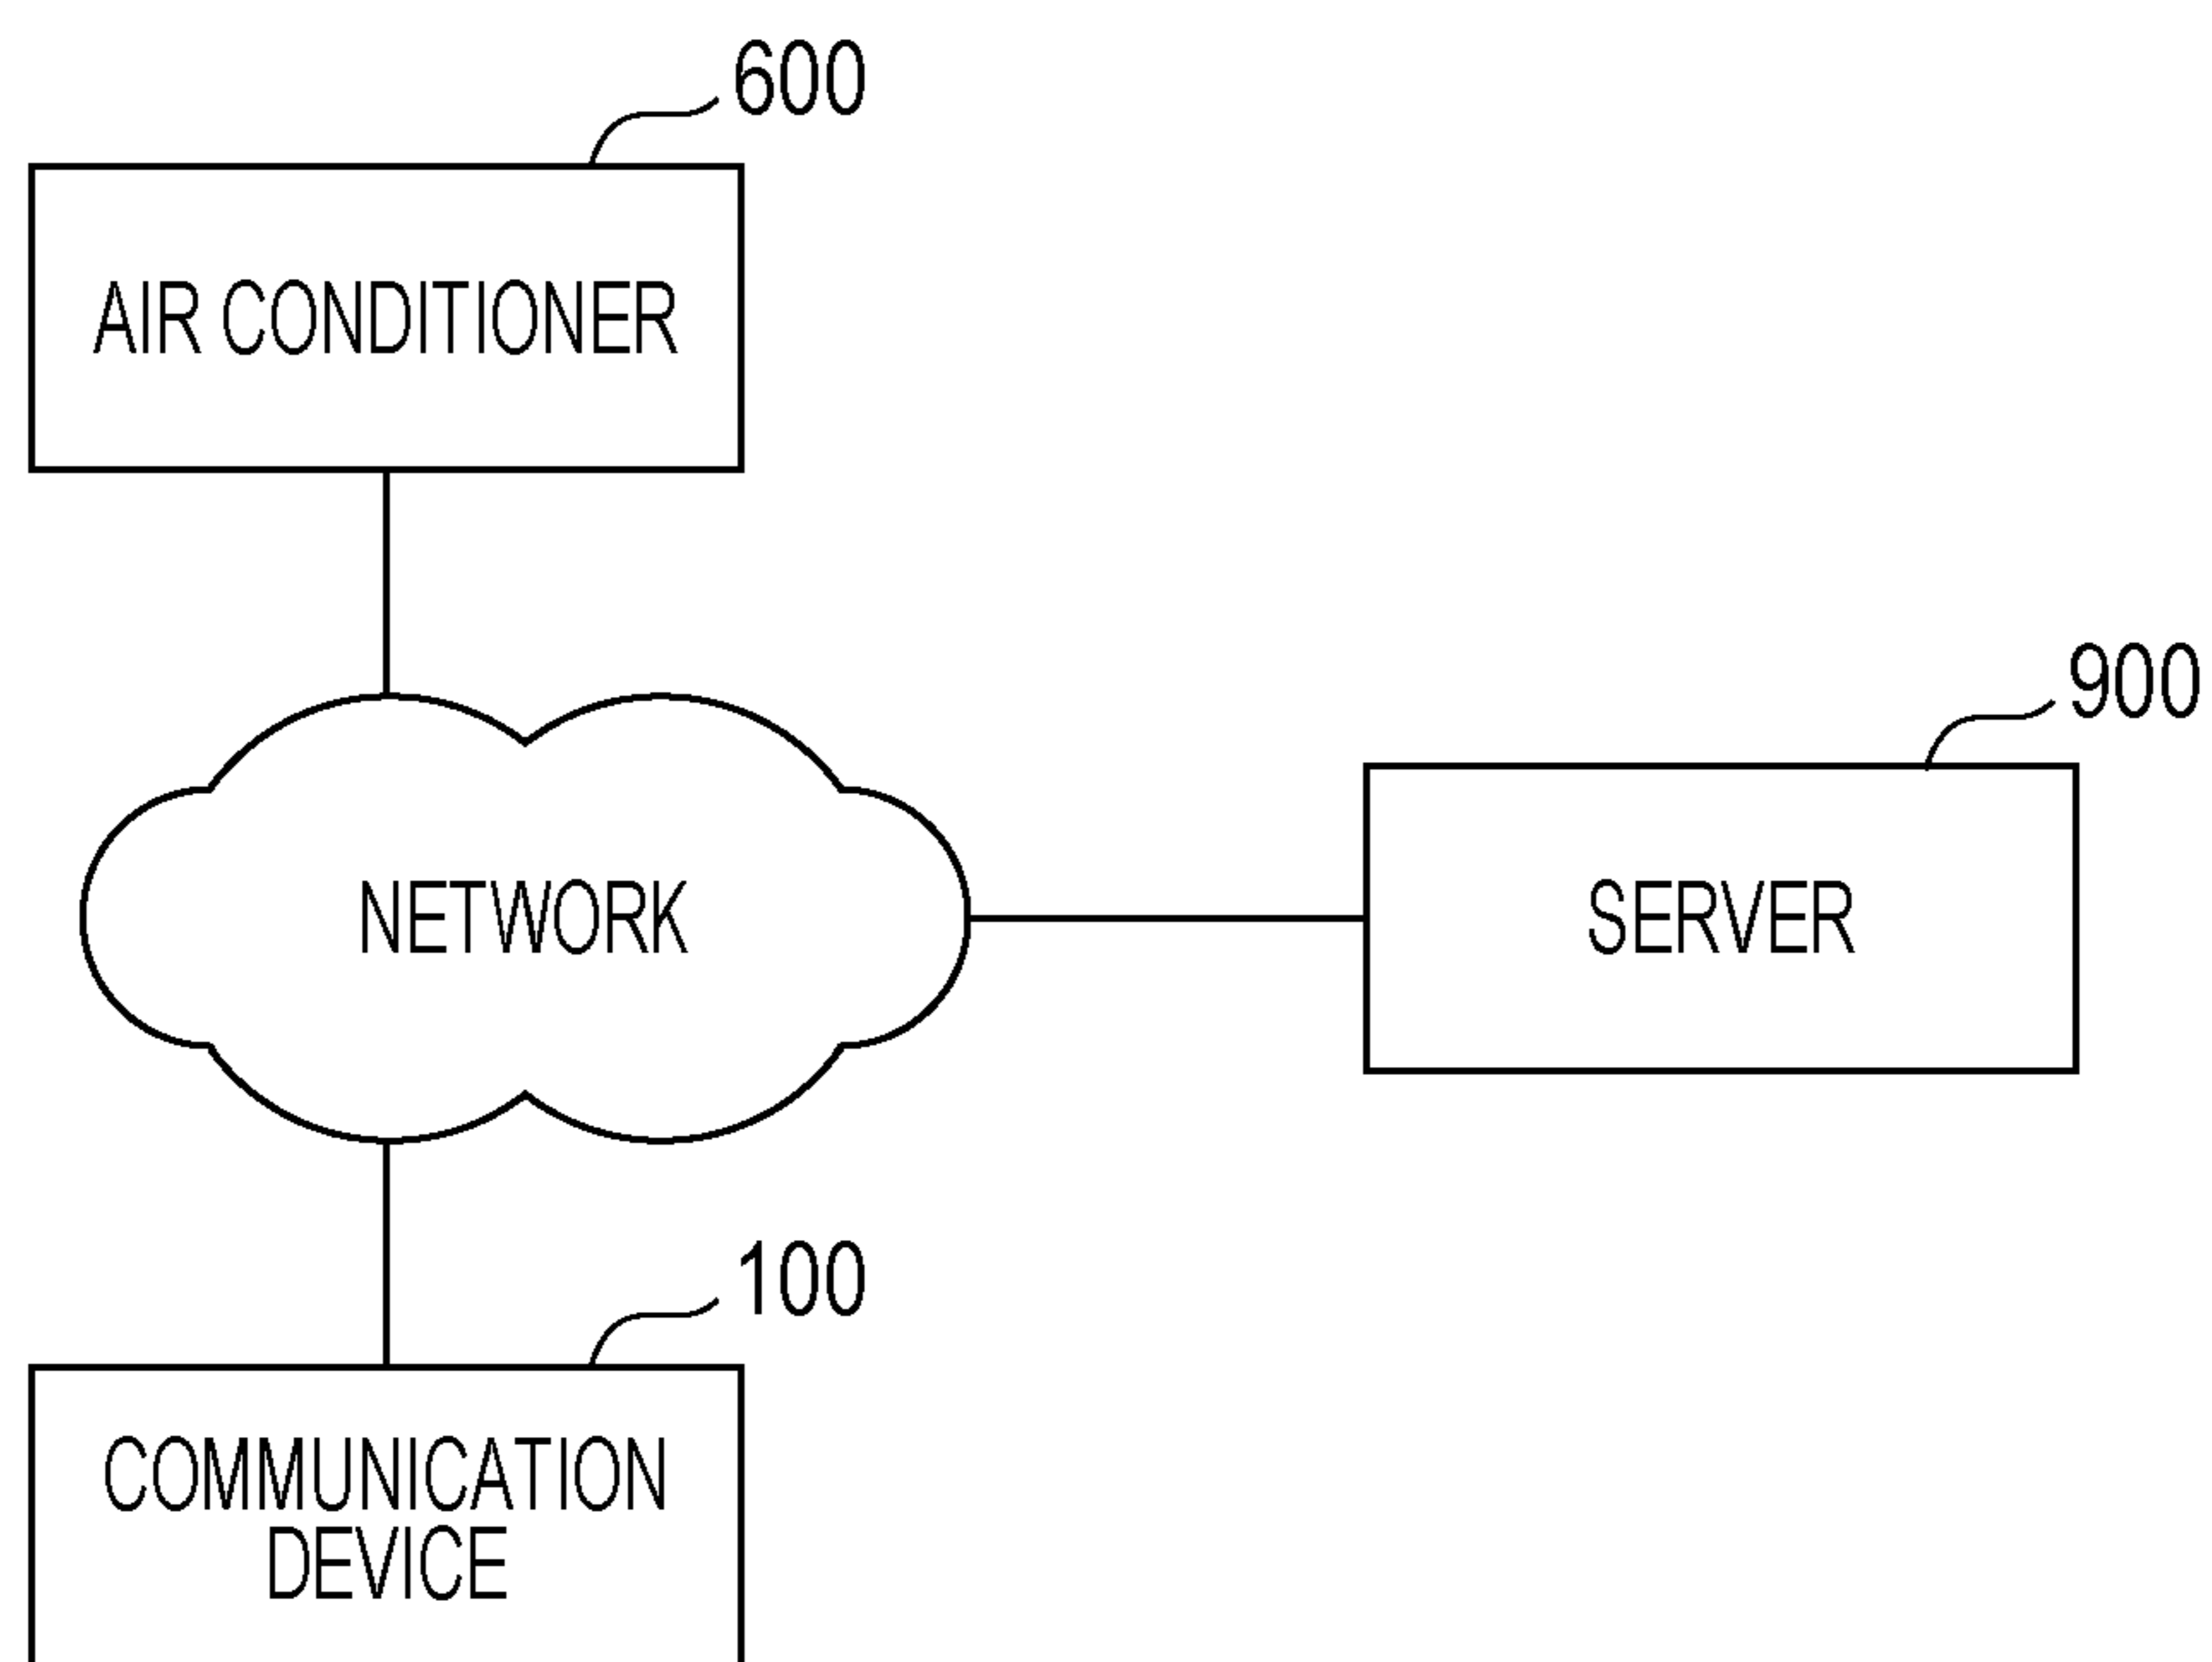 600
AIR CONDITIONER
900
NETWORK
SERVER
100
COMMUNICATION
DEVICE